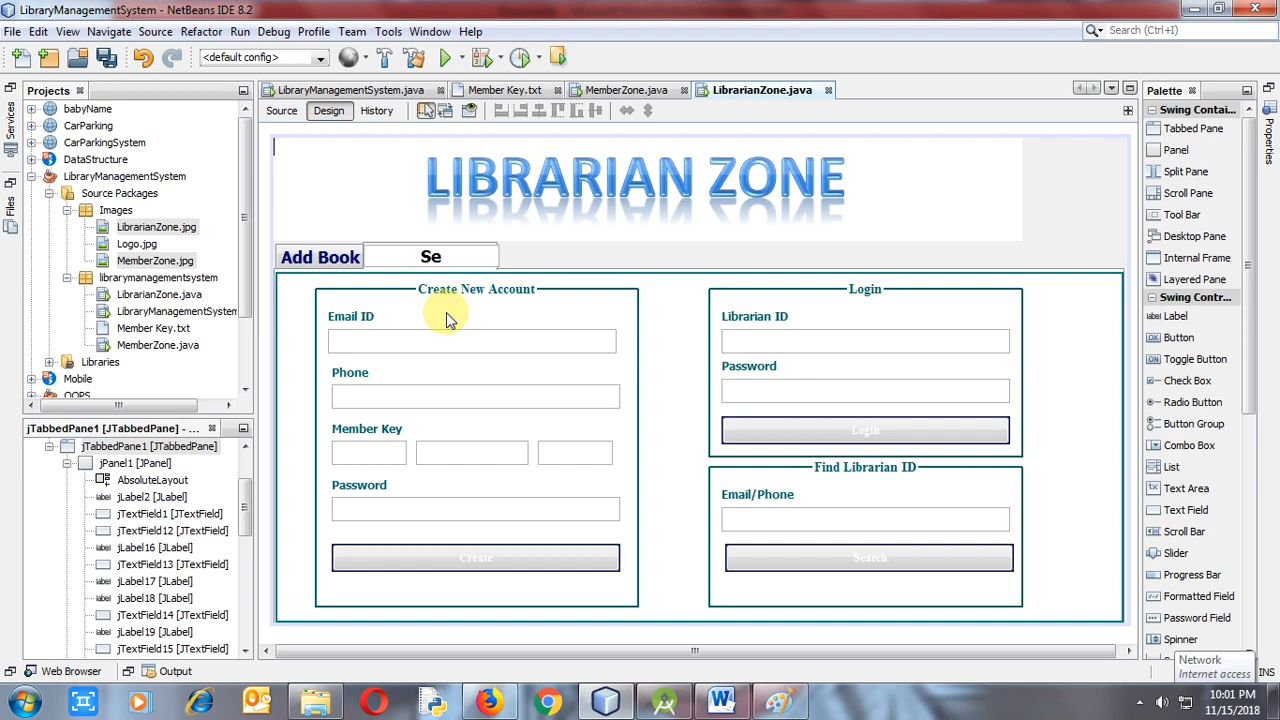 LibraryManagementSystem - NetBeans IDE 8.2
File Edit View Navigate Source Refactor Run Debug Profile Team Tools Window Help
Search (Ctrl+I)
<default config>
Projects
LibraryManagementSystem.java Member Key.txt MemberZone.java LibrarianZone.java
Palette
Source Design History
Services
Files
Properties
babyName
CarParking
CarParkingSystem
DataStructure
LibraryManagementSystem
Source Packages
Images
LibrarianZone.jpg
Logo.jpg
MemberZone.jpg
librarymanagementsystem
LibrarianZone.java
LibraryManagementSystem
Member Key.txt
MemberZone.java
Libraries
Mobile
OOPS
jTabbedPane1 [JTabbedPane] - ...
jTabbedPane1 [JTabbedPane]
jPanel1 [JPanel]
AbsoluteLayout
jLabel2 [JLabel]
jTextField1 [JTextField]
jTextField12 [JTextField]
jLabel16 [JLabel]
jTextField13 [JTextField]
jLabel17 [JLabel]
jLabel18 [JLabel]
jTextField14 [JTextField]
jLabel19 [JLabel]
jTextField15 [JTextField]
LIBRARIAN ZONE
Add Book Se
Create New Account
Email ID
Phone
Member Key
Password
Create
Login
Librarian ID
Password
Login
Find Librarian ID
Email/Phone
Search
Swing Contai...
Tabbed Pane
Panel
Split Pane
Scroll Pane
Tool Bar
Desktop Pane
Internal Frame
Layered Pane
Swing Contr...
Label
Button
Toggle Button
Check Box
Radio Button
Button Group
Combo Box
List
Text Area
Text Field
Scroll Bar
Slider
Progress Bar
Formatted Field
Password Field
Spinner
Network
Internet access
Web Browser Output
INS
10:01 PM
11/15/2018